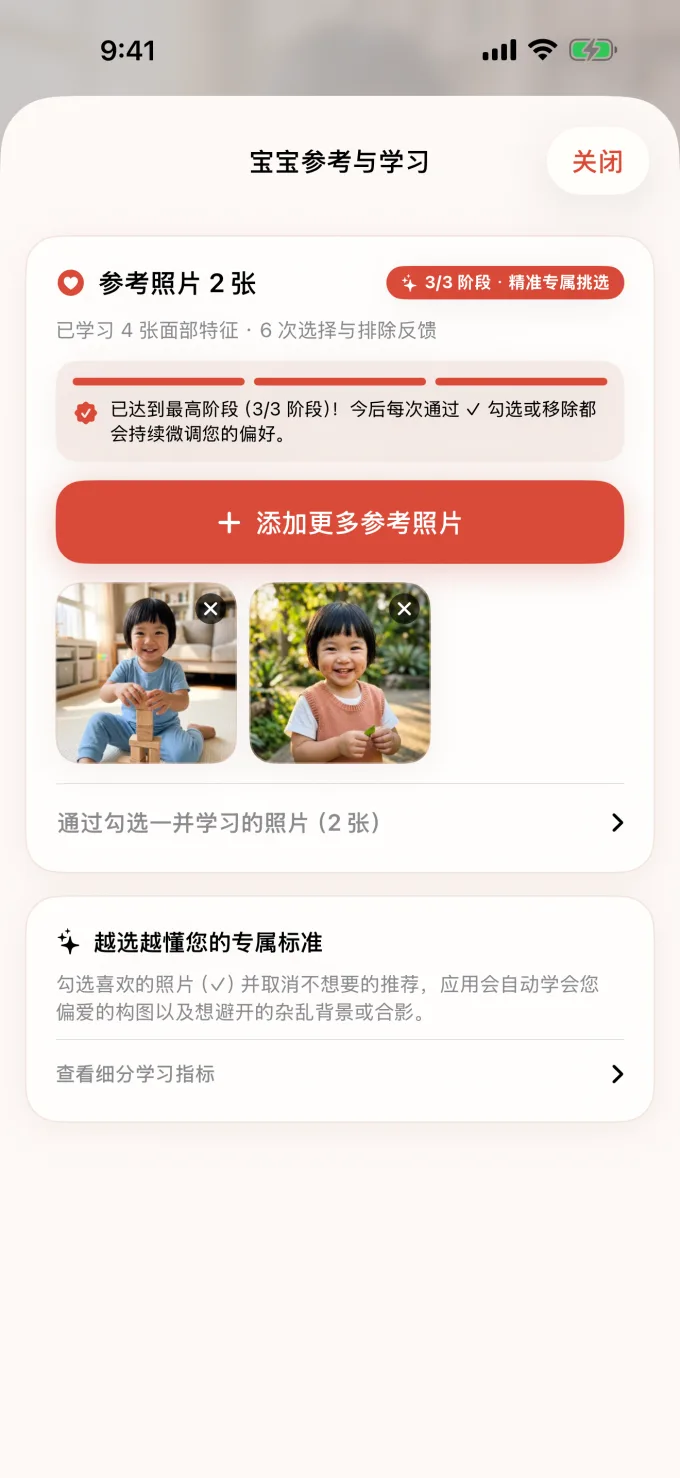 9:41
宝宝参考与学习
关闭
参考照片 2 张
3/3 阶段 · 精准专属挑选
已学习 4 张面部特征 · 6 次选择与排除反馈
已达到最高阶段 (3/3 阶段)！今后每次通过 ✓ 勾选或移除都
会持续微调您的偏好。
+ 添加更多参考照片
通过勾选一并学习的照片 (2 张)
越选越懂您的专属标准
勾选喜欢的照片 (✓) 并取消不想要的推荐，应用会自动学会您
偏爱的构图以及想避开的杂乱背景或合影。
查看细分学习指标